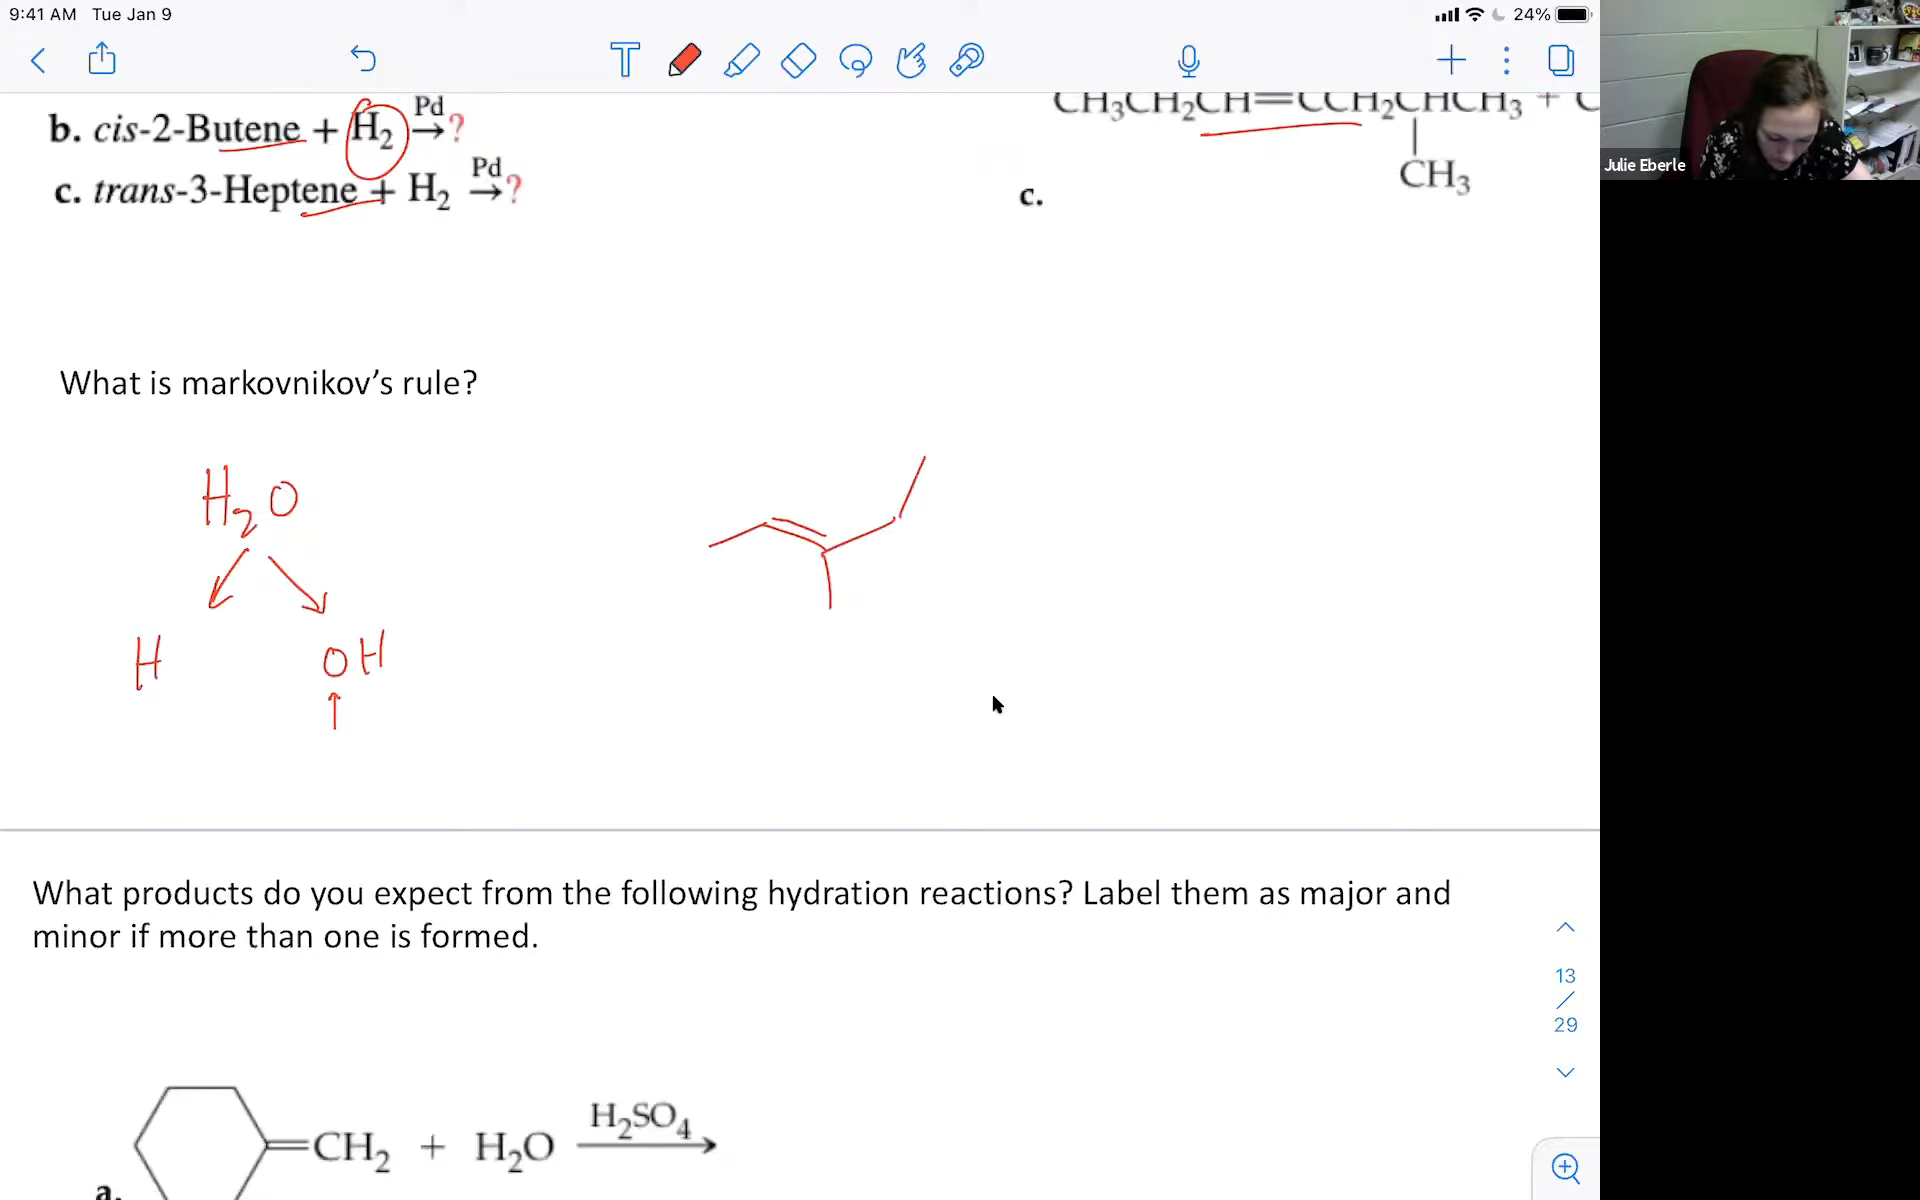 9:41 AM Tue Jan 9
24%
b. cis-2-Butene + H₂ Pd → ?
c. trans-3-Heptene + H₂ Pd → ?
CH₃CH₂CH=CCH₂CHCH₃ + C
CH₃
c.
Julie Eberle
What is markovnikov’s rule?
H₂O
H OH
What products do you expect from the following hydration reactions? Label them as major and
minor if more than one is formed.
13
/
29
=CH₂ + H₂O H₂SO₄ →
a.